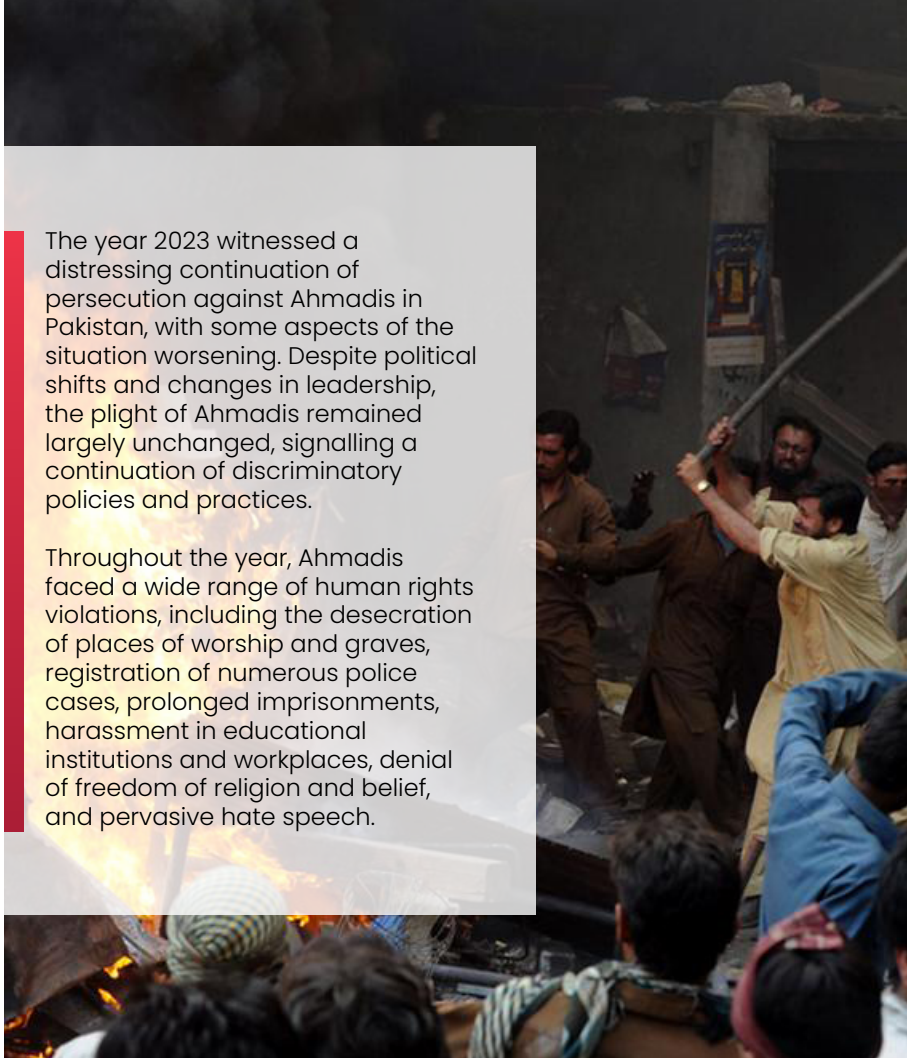 The year 2023 witnessed a
distressing continuation of
persecution against Ahmadis in
Pakistan, with some aspects of the
situation worsening. Despite political
shifts and changes in leadership,
the plight of Ahmadis remained
largely unchanged, signalling a
continuation of discriminatory
policies and practices.
Throughout the year, Ahmadis
faced a wide range of human rights
violations, including the desecration
of places of worship and graves,
registration of numerous police
cases, prolonged imprisonments,
harassment in educational
institutions and workplaces, denial
of freedom of religion and belief,
and pervasive hate speech.